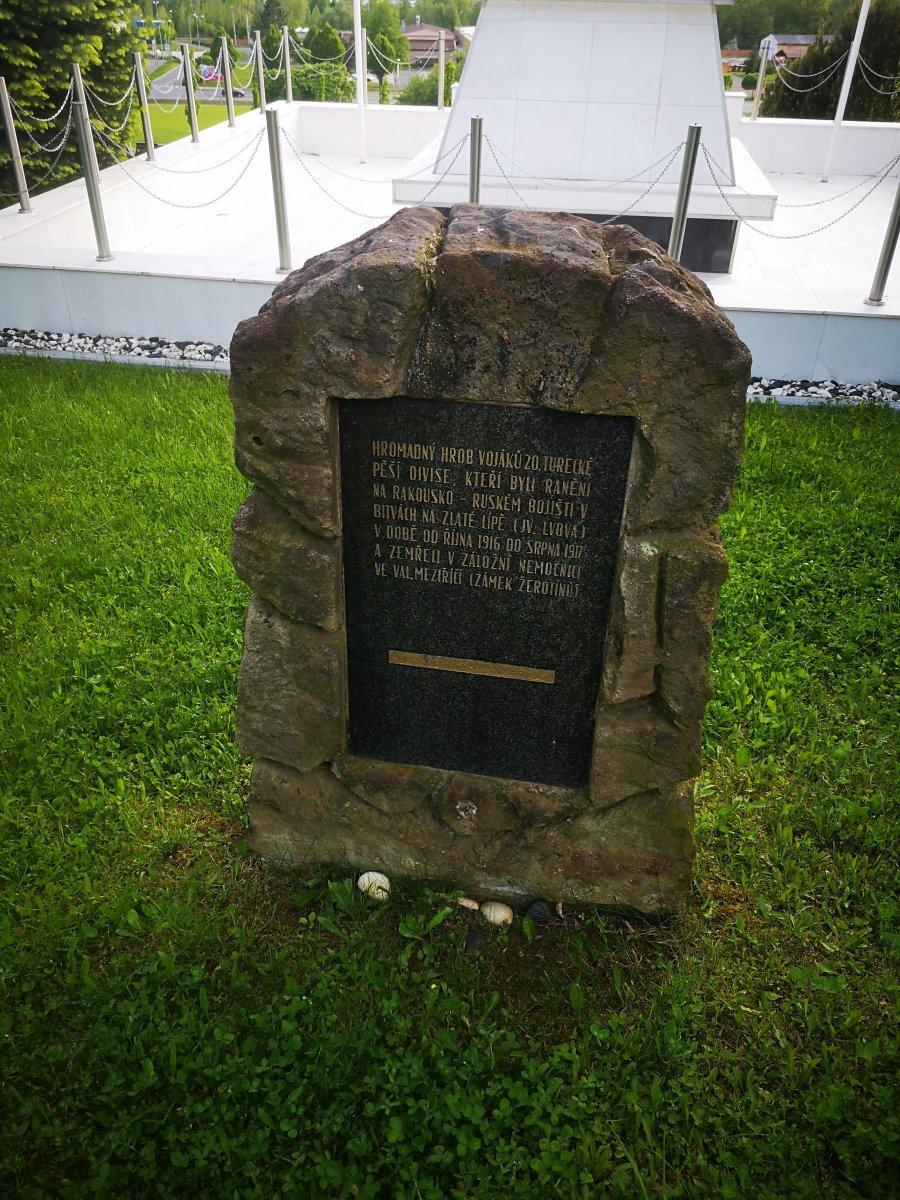 HROMADNÝ HROB VOJÁKŮ 20. TURECKÉ
PĚŠÍ DIVISE, KTEŘÍ BYLI RANĚNI
NA RAKOUSKO - RUSKÉM BOJIŠTI V
BITVÁCH NA ZLATÉ LÍPĚ (JV. LVOVA)
V DOBĚ OD ŘÍJNA 1916 DO SRPNA 1917.
A ZEMŘELI V ZÁLOŽNÍ NEMOCNICI
VE VAL.MEZIŘÍČÍ (ZÁMEK ŽEROTÍNŮ).